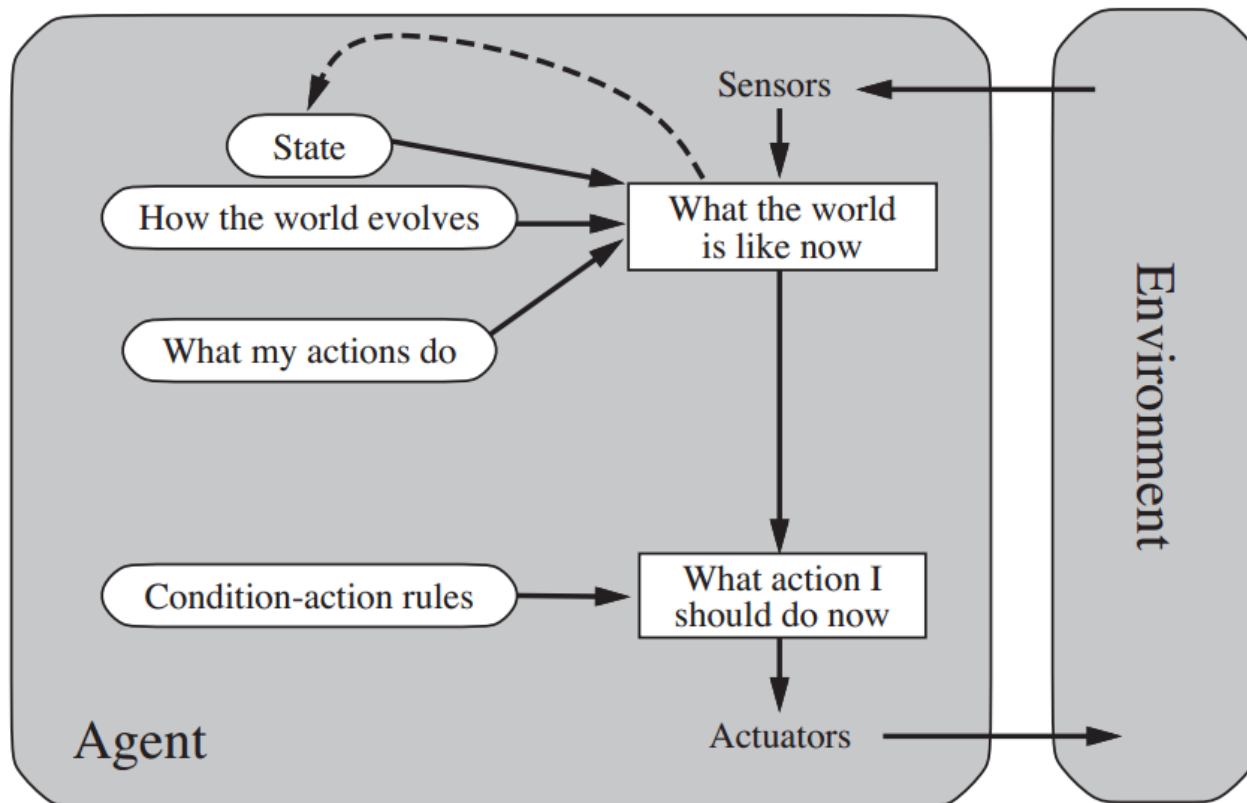 Sensors
State
How the world evolves
What the world
is like now
What my actions do
Environment
Condition-action rules
What action I
should do now
Agent
Actuators